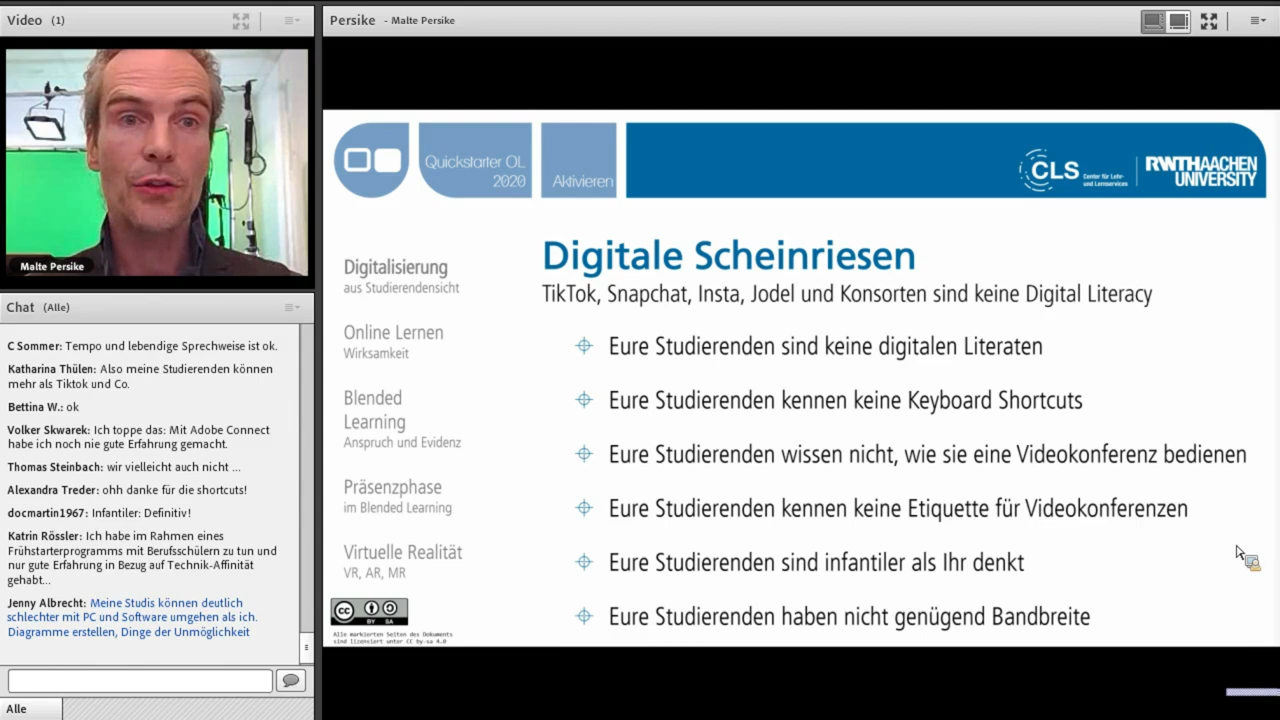 Video (1)
Malte Persike
Chat (Alle)
C Sommer: Tempo und lebendige Sprechweise ist ok.
Katharina Thülen: Also meine Studierenden können
mehr als Tiktok und Co.
Bettina W.: ok
Volker Skwarek: Ich toppe das: Mit Adobe Connect
habe ich noch nie gute Erfahrung gemacht.
Thomas Steinbach: wir vielleicht auch nicht ...
Alexandra Treder: ohh danke für die shortcuts!
docmartin1967: Infantiler: Definitiv!
Katrin Rössler: Ich habe im Rahmen eines
Frühstarterprogramms mit Berufsschülern zu tun und
nur gute Erfahrung in Bezug auf Technik-Affinität
gehabt...
Jenny Albrecht: Meine Studis können deutlich
schlechter mit PC und Software umgehen als ich.
Diagramme erstellen, Dinge der Unmöglichkeit
Alle
Persike - Malte Persike
Quickstarter OL
2020
Aktivieren
CLS Center für Lehr-
und Lernservices
RWTHAACHEN
UNIVERSITY
Digitalisierung
aus Studierendensicht
Online Lernen
Wirksamkeit
Blended
Learning
Anspruch und Evidenz
Präsenzphase
im Blended Learning
Virtuelle Realität
VR, AR, MR
cc
BY SA
Alle markierten Seiten des Dokuments
sind lizensiert unter CC by-sa 4.0
Digitale Scheinriesen
TikTok, Snapchat, Insta, Jodel und Konsorten sind keine Digital Literacy
Eure Studierenden sind keine digitalen Literaten
Eure Studierenden kennen keine Keyboard Shortcuts
Eure Studierenden wissen nicht, wie sie eine Videokonferenz bedienen
Eure Studierenden kennen keine Etiquette für Videokonferenzen
Eure Studierenden sind infantiler als Ihr denkt
Eure Studierenden haben nicht genügend Bandbreite